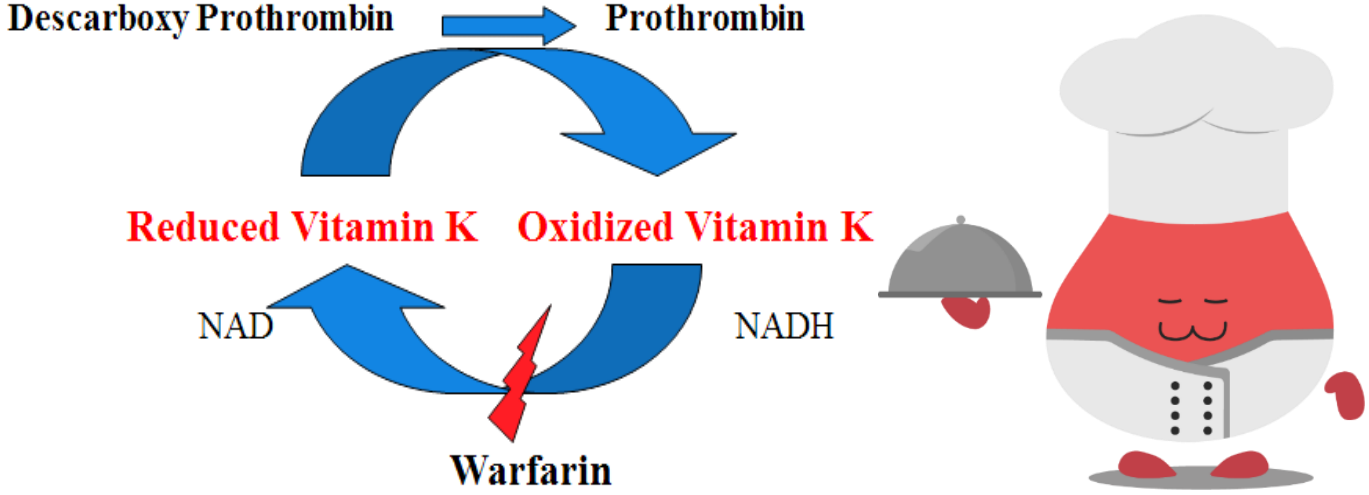 Descarboxy Prothrombin Prothrombin
Reduced Vitamin K Oxidized Vitamin K
NAD NADH
Warfarin